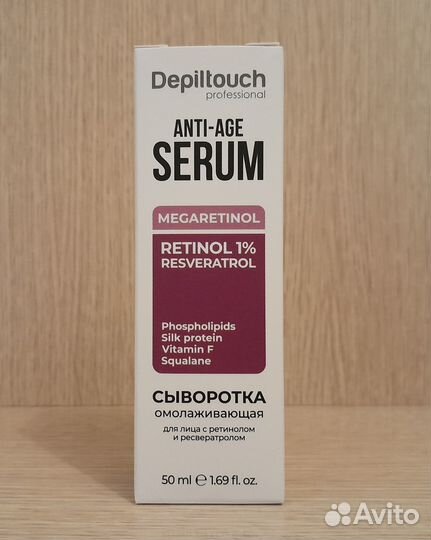 Depiltouch
professional
ANTI-AGE
SERUM
MEGARETINOL
RETINOL 1%
RESVERATROL
Phospholipids
Silk protein
Vitamin F
Squalane
СЫВОРОТКА
омолаживающая
для лица с ретинолом
и ресвератролом
50 ml ℮ 1.69 fl. oz.
Avito